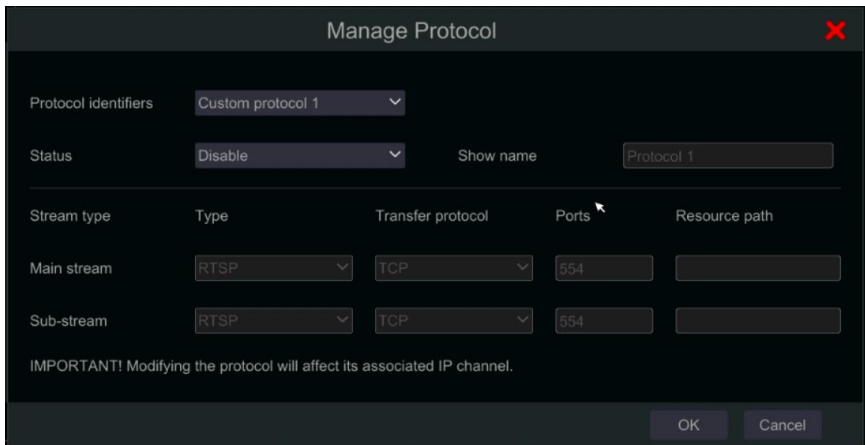 Manage Protocol
Protocol identifiers Custom protocol 1
Status Disable Show name Protocol 1
Stream type Type Transfer protocol Ports Resource path
Main stream RTSP TCP 554
Sub-stream RTSP TCP 554
IMPORTANT! Modifying the protocol will affect its associated IP channel.
OK Cancel